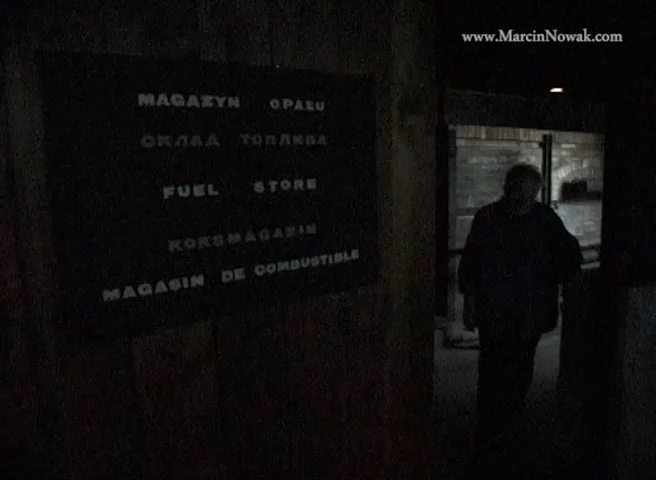 www.MarcinNowak.com
MAGAZYN OPAŁU
СКЛАД ТОПЛИВА
FUEL STORE
KOKSMAGAZIN
MAGASIN DE COMBUSTIBLE